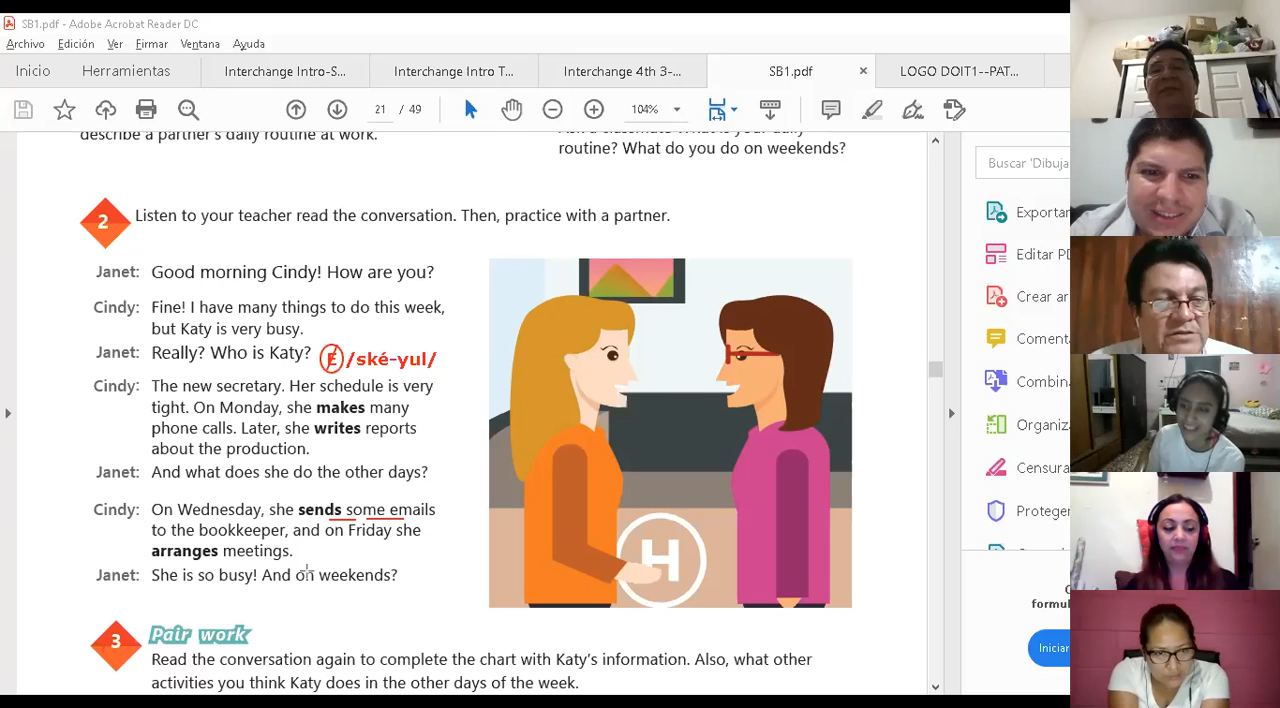 SB1.pdf - Adobe Acrobat Reader DC
Archivo Edición Ver Firmar Ventana Ayuda
Inicio Herramientas Interchange Intro-S... Interchange Intro T... Interchange 4th 3-... SB1.pdf × LOGO DOIT1--PAT...
21 / 49 104%
describe a partner's daily routine at work.
routine? What do you do on weekends?
Buscar 'Dibuja
2 Listen to your teacher read the conversation. Then, practice with a partner.
Exportar
Janet: Good morning Cindy! How are you?
Editar PD
Cindy: Fine! I have many things to do this week,
but Katy is very busy.
Crear ar
Janet: Really? Who is Katy? E /ské-yul/
Comenta
Cindy: The new secretary. Her schedule is very
tight. On Monday, she makes many
phone calls. Later, she writes reports
about the production.
Combina
Organiza
Janet: And what does she do the other days?
Censura
Cindy: On Wednesday, she sends some emails
to the bookkeeper, and on Friday she
arranges meetings.
Proteger
Janet: She is so busy! And on weekends?
H
formul
3 Pair work
Iniciar
Read the conversation again to complete the chart with Katy's information. Also, what other
activities you think Katy does in the other days of the week.